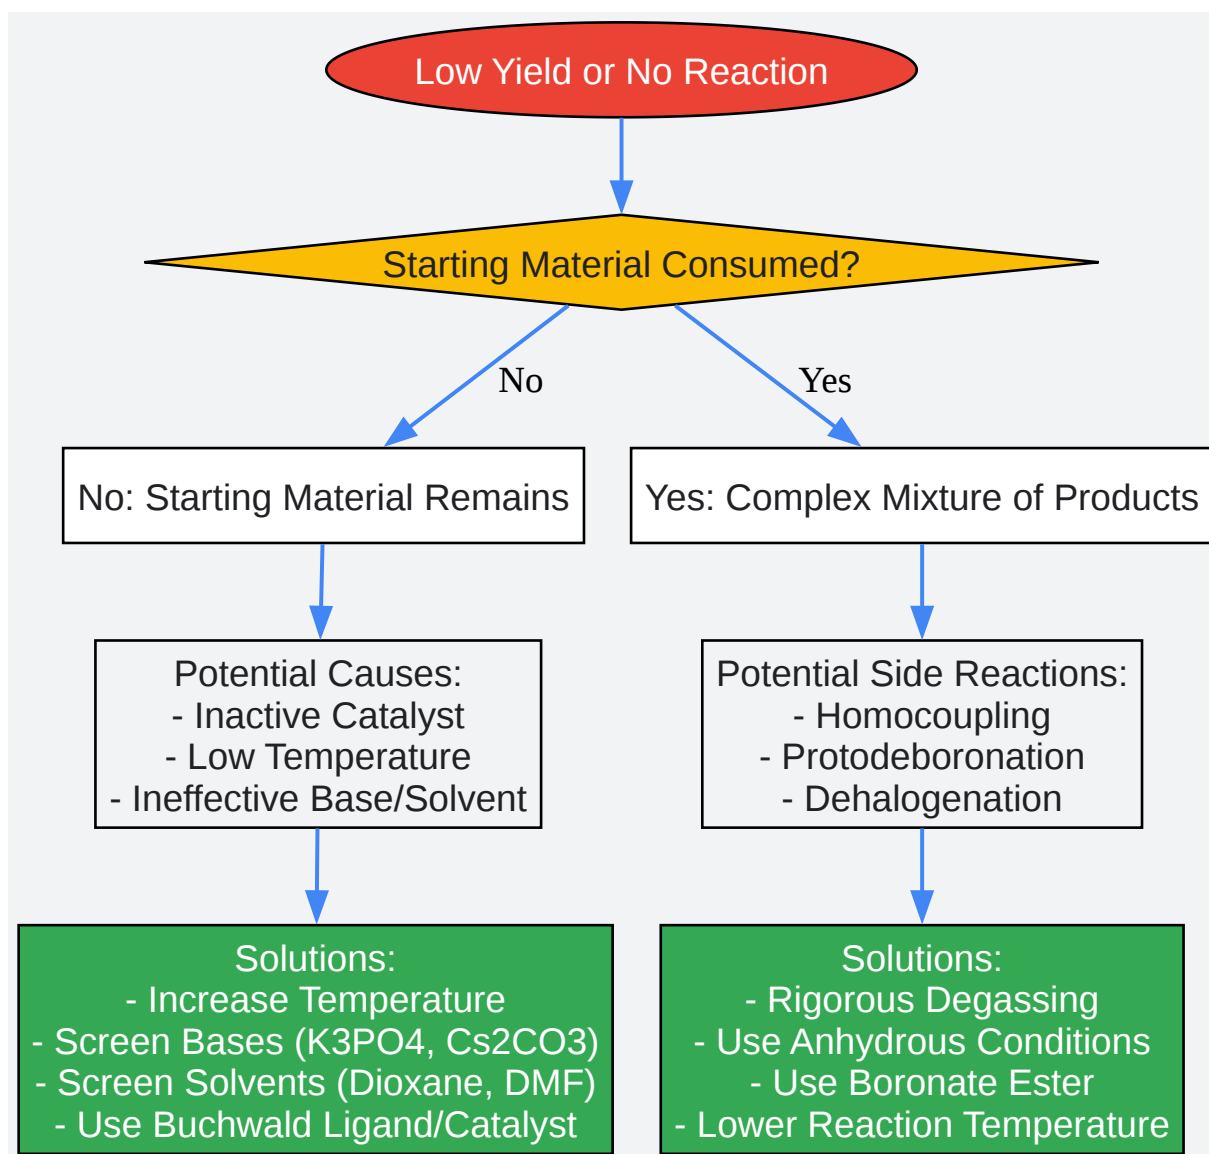 Low Yield or No Reaction
Starting Material Consumed?
No
Yes
No: Starting Material Remains
Yes: Complex Mixture of Products
Potential Causes:
- Inactive Catalyst
- Low Temperature
- Ineffective Base/Solvent
Potential Side Reactions:
- Homocoupling
- Protodeboronation
- Dehalogenation
Solutions:
- Increase Temperature
- Screen Bases (K3PO4, Cs2CO3)
- Screen Solvents (Dioxane, DMF)
- Use Buchwald Ligand/Catalyst
Solutions:
- Rigorous Degassing
- Use Anhydrous Conditions
- Use Boronate Ester
- Lower Reaction Temperature